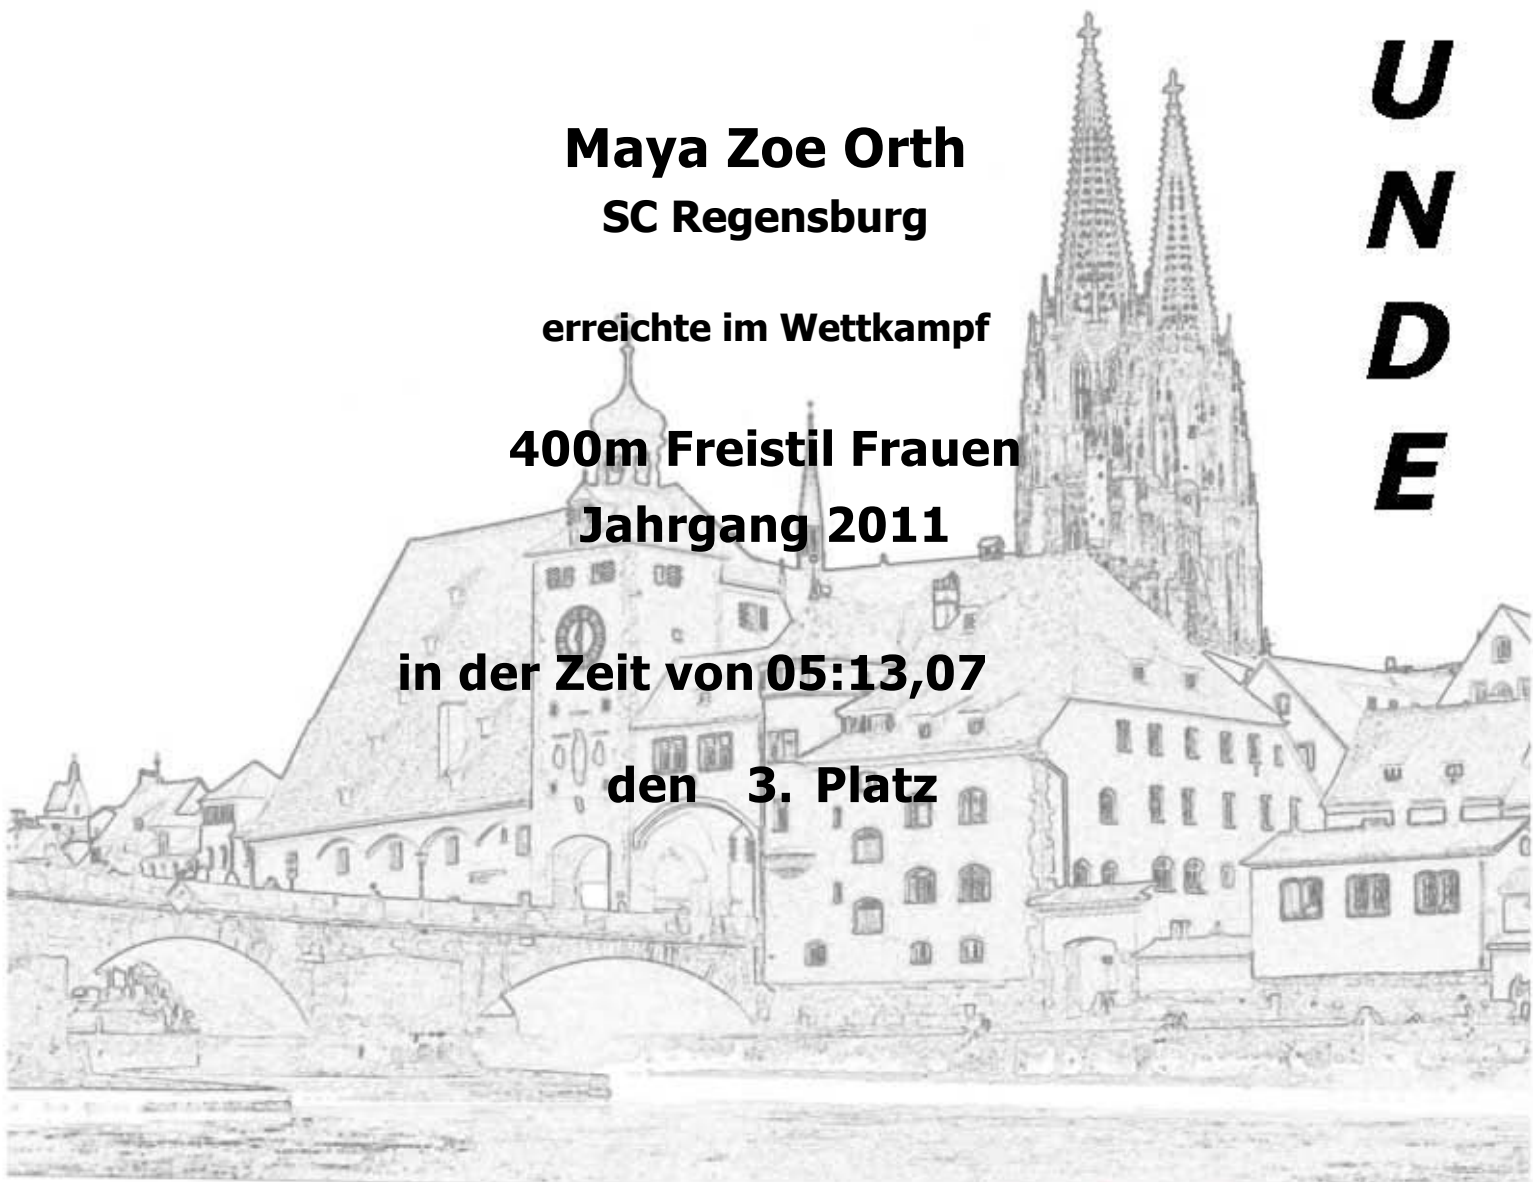 Maya Zoe Orth
SC Regensburg
erreichte im Wettkampf
400m Freistil Frauen
Jahrgang 2011
in der Zeit von 05:13,07
den 3. Platz
U
N
D
E